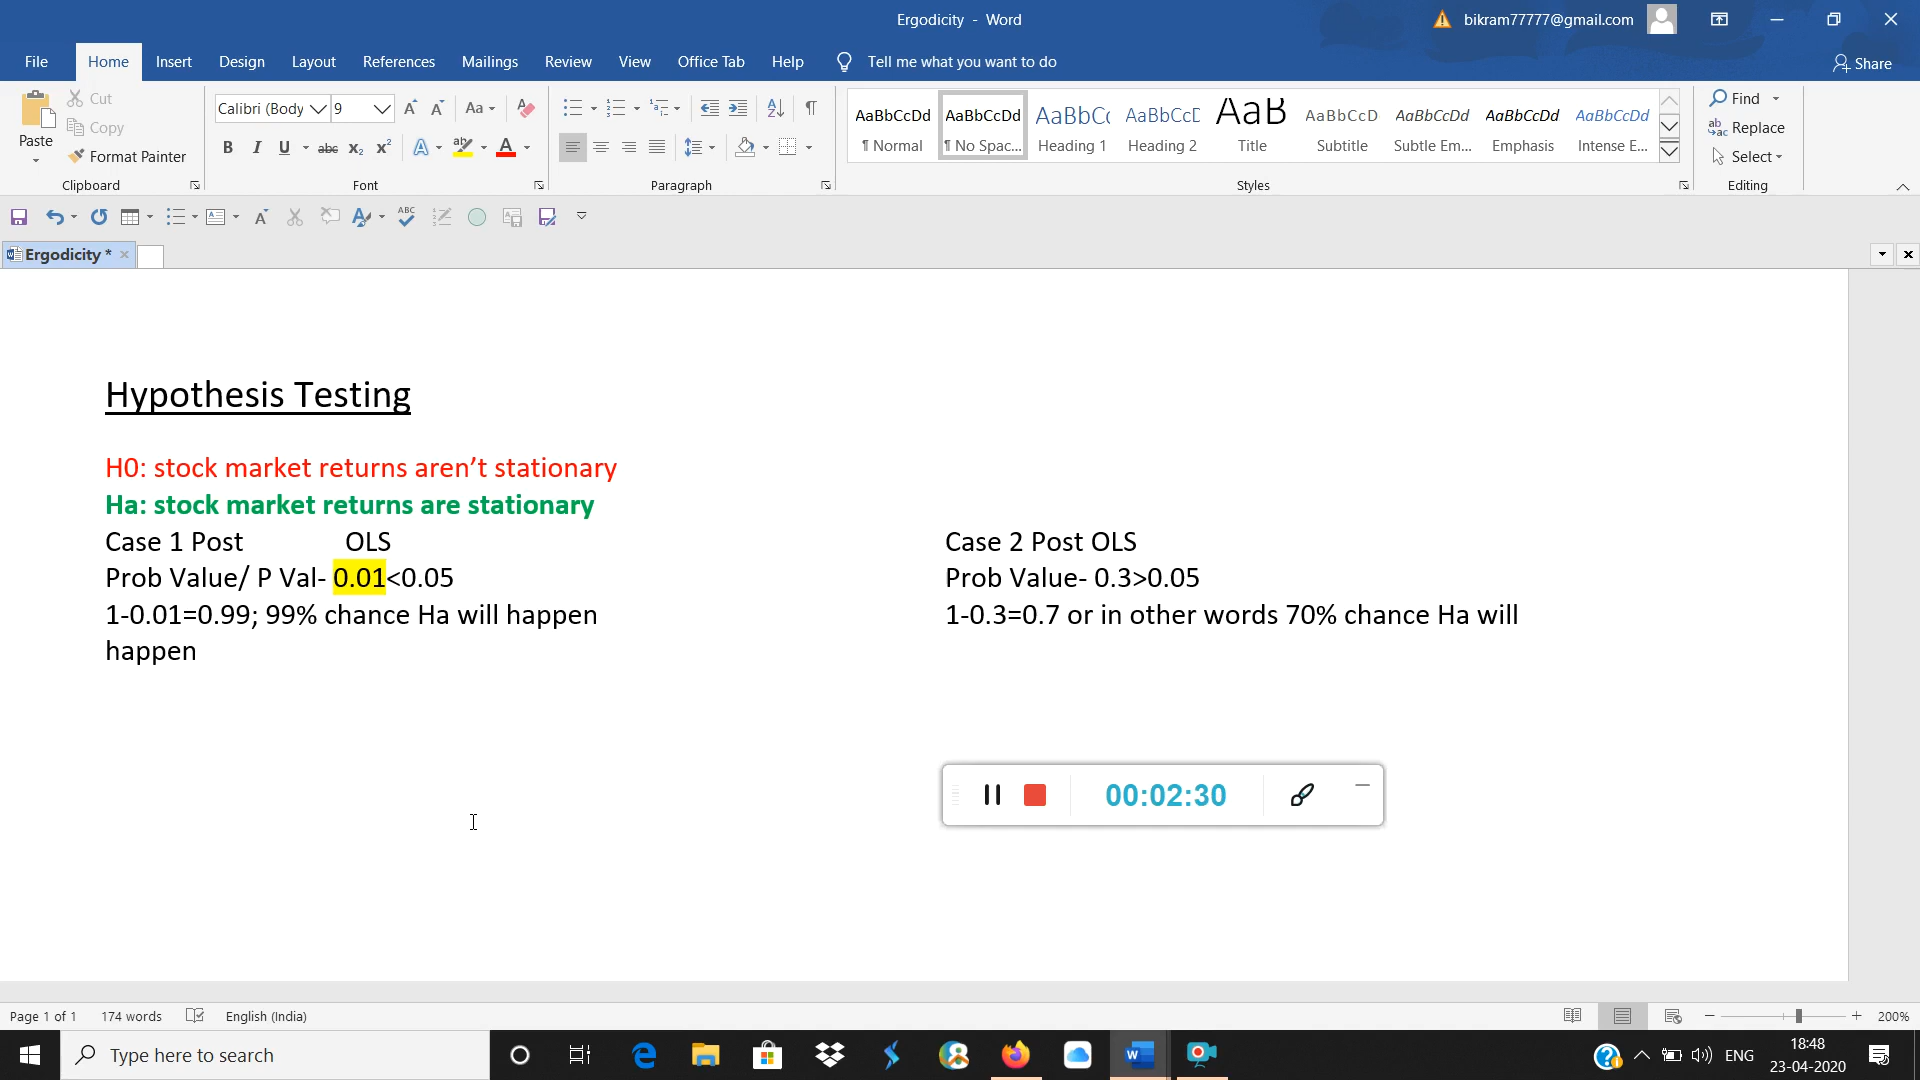 Ergodicity - Word
bikram77777@gmail.com
File Home Insert Design Layout References Mailings Review View Office Tab Help Tell me what you want to do
Share
Paste
Cut
Copy
Format Painter
Clipboard
Calibri (Body 9
Font
Paragraph
AaBbCcDd AaBbCcDd AaBbCc AaBbCcC AaB AaBbCcD AaBbCcDd AaBbCcDd AaBbCcDd
¶ Normal ¶ No Spac... Heading 1 Heading 2 Title Subtitle Subtle Em... Emphasis Intense E...
Styles
Find
Replace
Select
Editing
Ergodicity *
Hypothesis Testing
H0: stock market returns aren’t stationary
Ha: stock market returns are stationary
Case 1 Post OLS
Prob Value/ P Val- 0.01<0.05
1-0.01=0.99; 99% chance Ha will happen
happen
Case 2 Post OLS
Prob Value- 0.3>0.05
1-0.3=0.7 or in other words 70% chance Ha will
00:02:30
Page 1 of 1 174 words English (India)
200%
Type here to search
ENG
18:48
23-04-2020